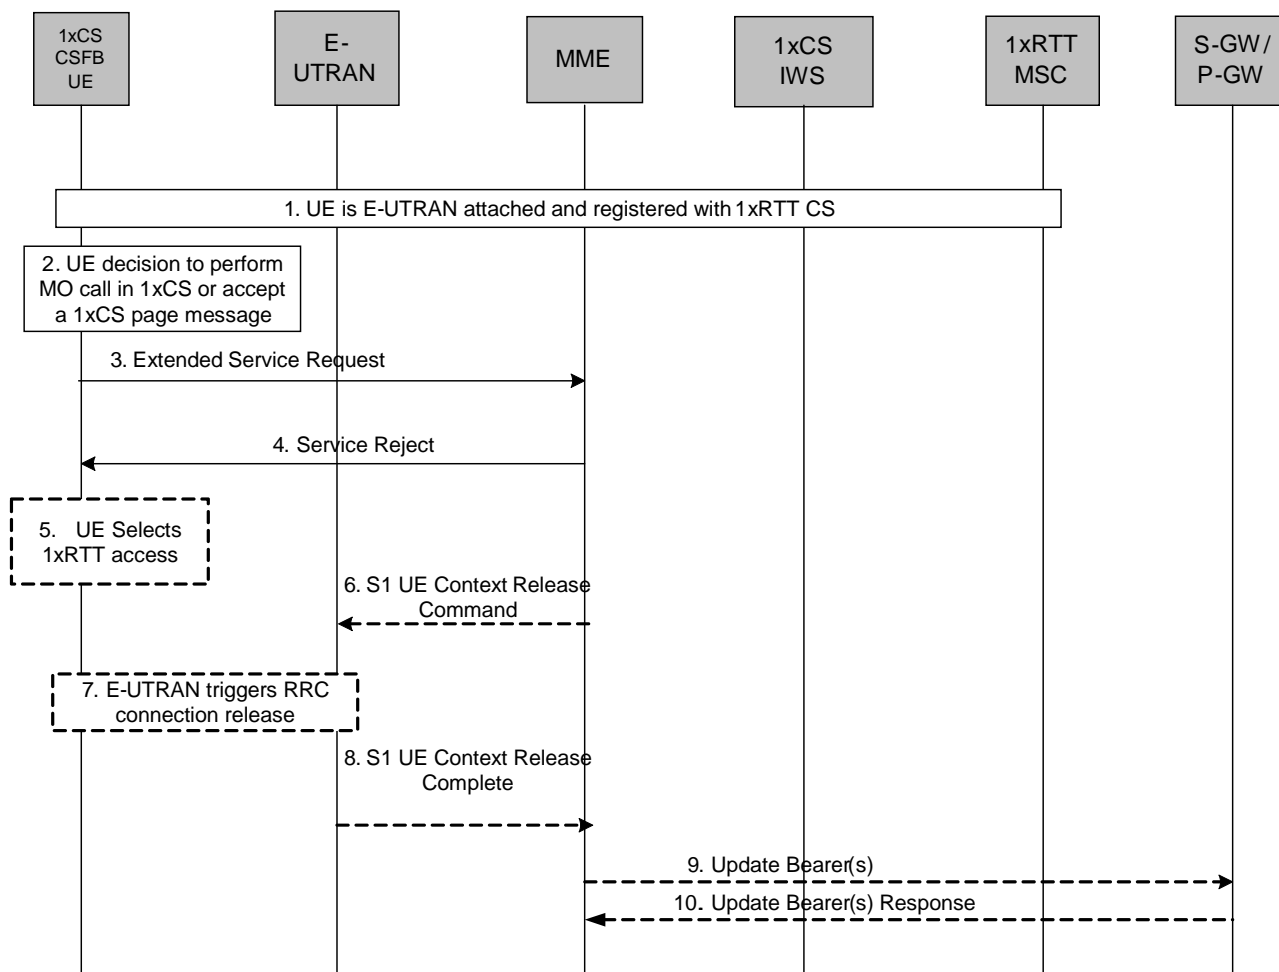 1xCS
CSFB
UE
E-
UTRAN
MME
1xCS
IWS
1xRTT
MSC
S-GW/
P-GW
1. UE is E-UTRAN attached and registered with 1xRTT CS
2. UE decision to perform
MO call in 1xCS or accept
a 1xCS page message
3. Extended Service Request
4. Service Reject
5. UE Selects
1xRTT access
6. S1 UE Context Release
Command
7. E-UTRAN triggers RRC
connection release
8. S1 UE Context Release
Complete
9. Update Bearer(s)
10. Update Bearer(s) Response